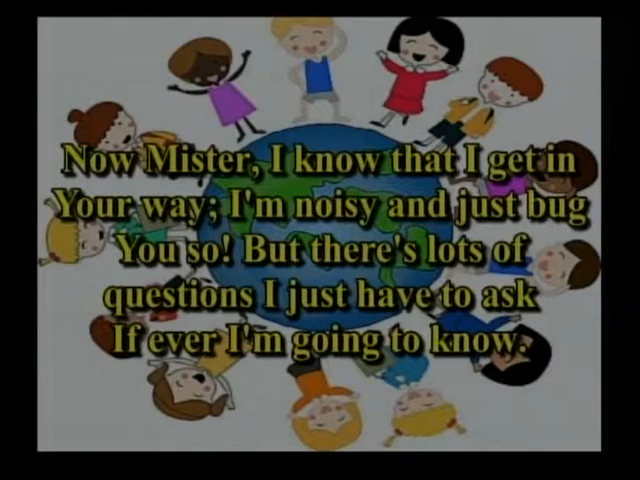 Now Mister, I know that I get in
Your way; I'm noisy and just bug
You so! But there's lots of
questions I just have to ask
If ever I'm going to know.